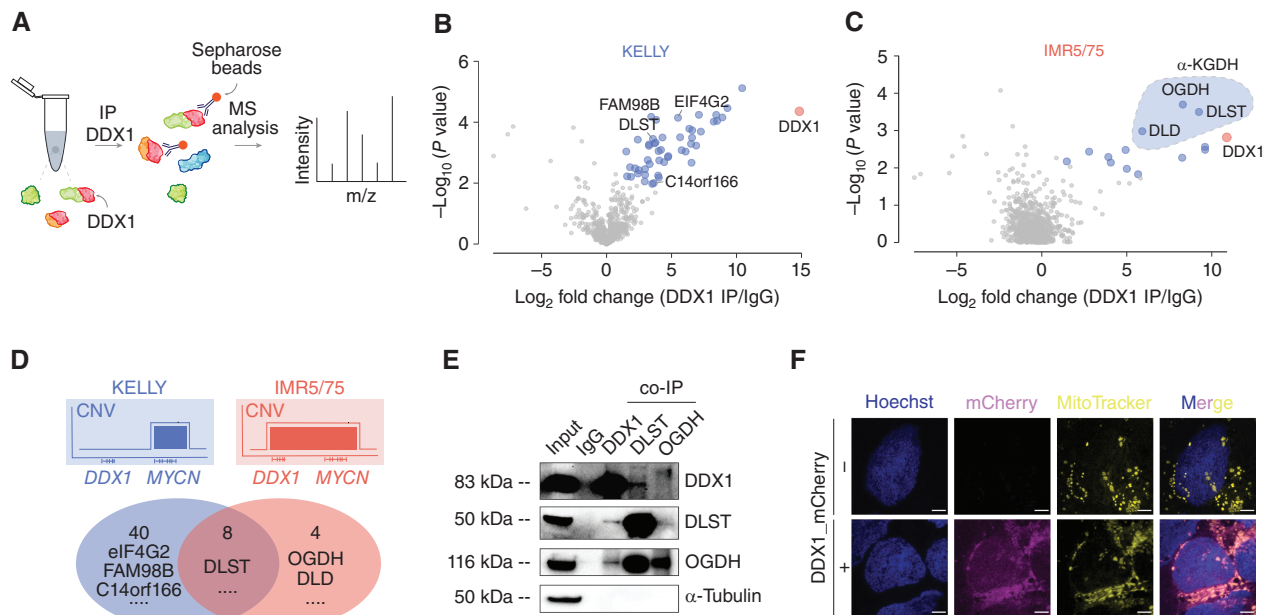 A
Sepharose
beads
IP
DDX1
MS
analysis
DDX1
Intensity
m/z
B
KELLY
–Log10 (P value)
6
4
2
0
FAM98B
EIF4G2
DLST
C14orf166
DDX1
–5
0
5
10
15
Log2 fold change (DDX1 IP/IgG)
C
IMR5/75
–Log10 (P value)
5
4
3
2
1
0
α-KGDH
OGDH
DLST
DLD
DDX1
–5
0
5
10
Log2 fold change (DDX1 IP/IgG)
D
KELLY
IMR5/75
CNV
CNV
DDX1 MYCN
DDX1 MYCN
40
eIF4G2
FAM98B
C14orf166
....
8
DLST
....
4
OGDH
DLD
....
E
co-IP
Input
IgG
DDX1
DLST
OGDH
83 kDa --
DDX1
50 kDa --
DLST
116 kDa --
OGDH
50 kDa --
α-Tubulin
F
Hoechst
mCherry
MitoTracker
Merge
DDX1_mCherry
–
+